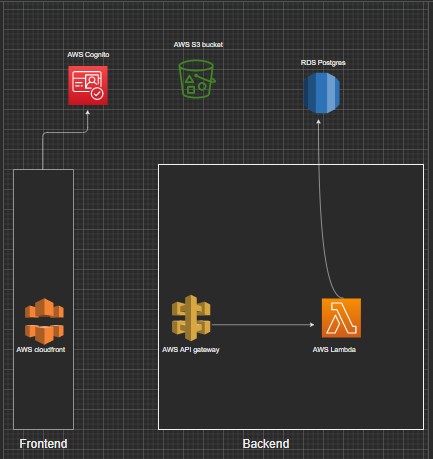 AWS Cognito
AWS S3 bucket
RDS Postgres
AWS cloudfront
AWS API gateway
AWS Lambda
Frontend
Backend